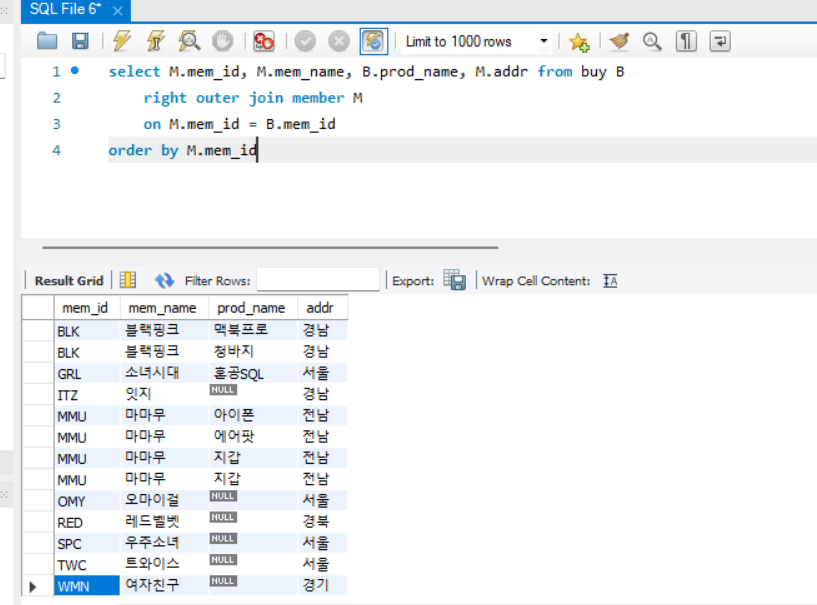 SQL File 6* ×
Limit to 1000 rows
1 select M.mem_id, M.mem_name, B.prod_name, M.addr from buy B
2 right outer join member M
3 on M.mem_id = B.mem_id
4 order by M.mem_id
Result Grid Filter Rows: Export: Wrap Cell Content: IA
mem_id mem_name prod_name addr
BLK 블랙핑크 맥북프로 경남
BLK 블랙핑크 청바지 경남
GRL 소녀시대 혼공SQL 서울
ITZ 잇지 NULL 경남
MMU 마마무 아이폰 전남
MMU 마마무 에어팟 전남
MMU 마마무 지갑 전남
MMU 마마무 지갑 전남
OMY 오마이걸 NULL 서울
RED 레드벨벳 NULL 경북
SPC 우주소녀 NULL 서울
TWC 트와이스 NULL 서울
WMN 여자친구 NULL 경기